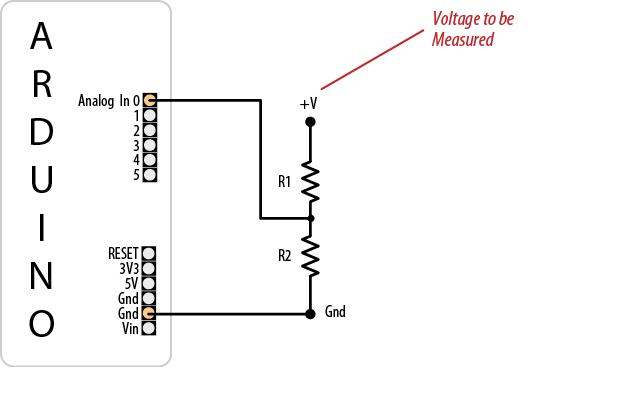 ARDUINO
Voltage to be
Measured
+V
Analog In 0
1
2
3
4
5
R1
R2
RESET
3V3
5V
Gnd
Gnd
Vin
Gnd